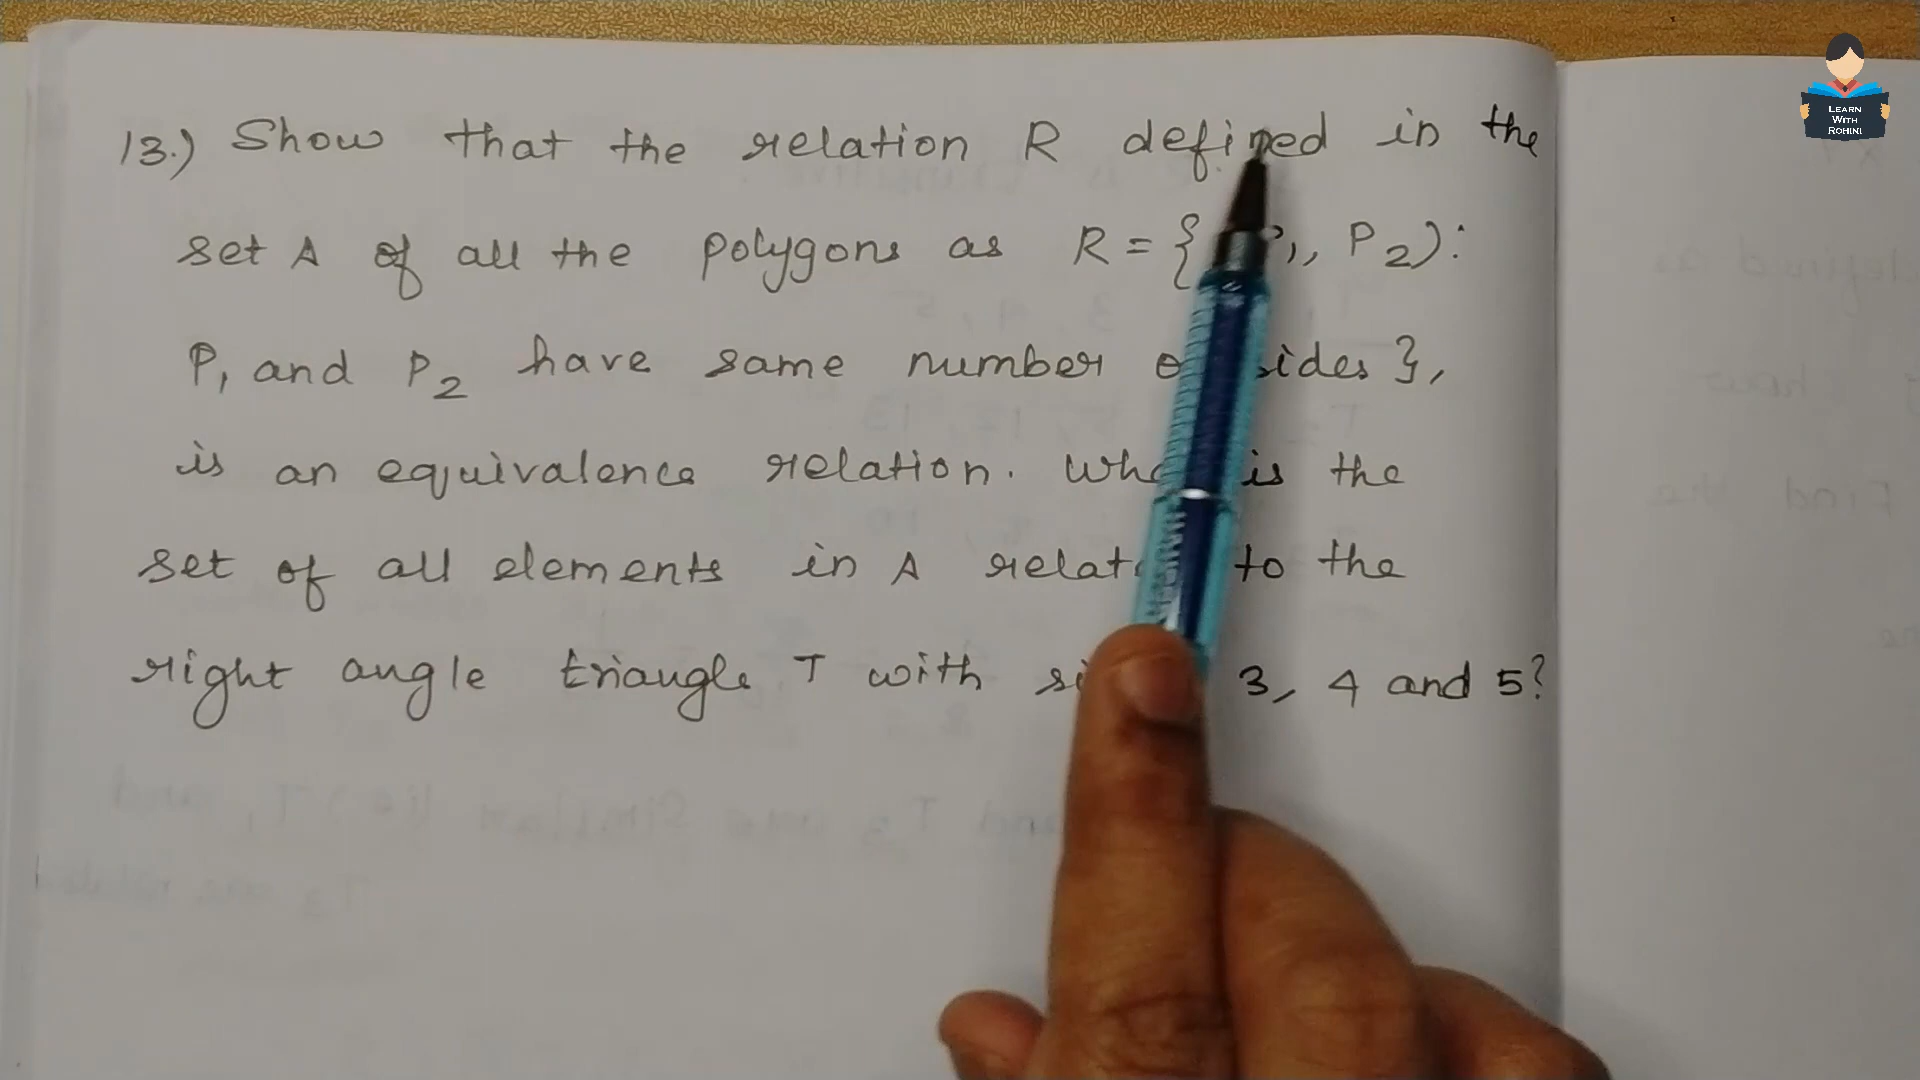 13.) Show that the relation R defined in the
set A of all the polygons as R = { P1, P2):
P1 and P2 have same number sides },
is an equivalence relation. is the
set of all elements in A to the
right angle triangle T with 3, 4 and 5?
LEARN
WITH
ROHINI